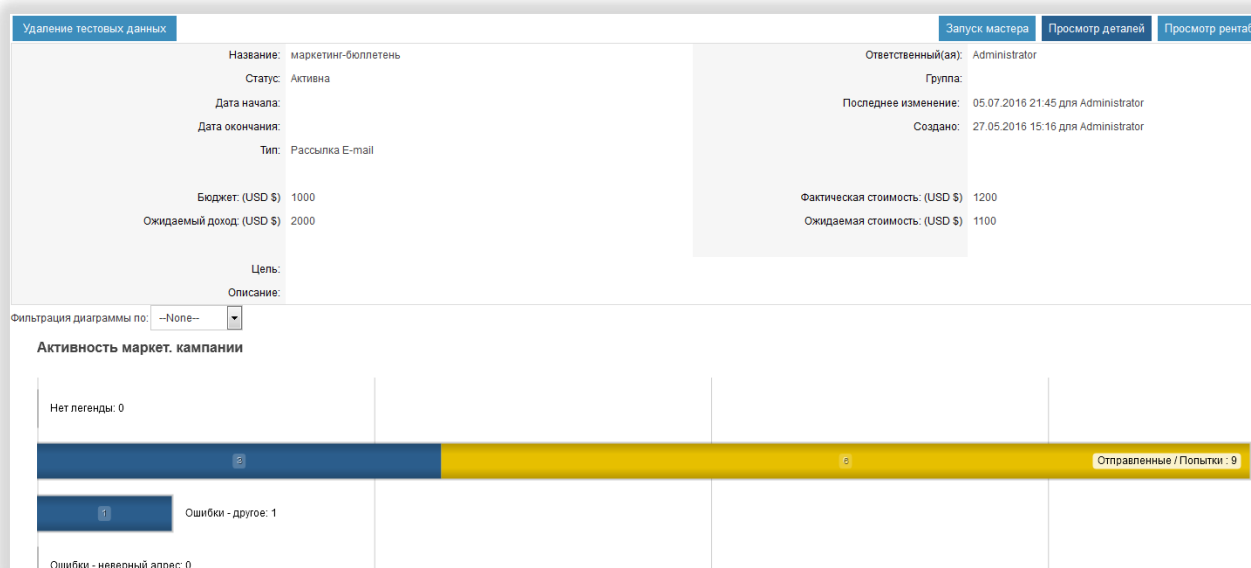 Удаление тестовых данных Запуск мастера Просмотр деталей Просмотр рентаб
Название: маркетинг-бюллетень Ответственный(ая): Administrator
Статус: Активна Группа:
Дата начала: Последнее изменение: 05.07.2016 21:45 для Administrator
Дата окончания: Создано: 27.05.2016 15:16 для Administrator
Тип: Рассылка E-mail
Бюджет: (USD $) 1000 Фактическая стоимость: (USD $) 1200
Ожидаемый доход: (USD $) 2000 Ожидаемая стоимость: (USD $) 1100
Цель:
Описание:
Фильтрация диаграммы по: --None--
Активность маркет. кампании
Нет легенды: 0
3 6 Отправленные / Попытки : 9
1 Ошибки - другое: 1
Ошибки - неверный адрес: 0